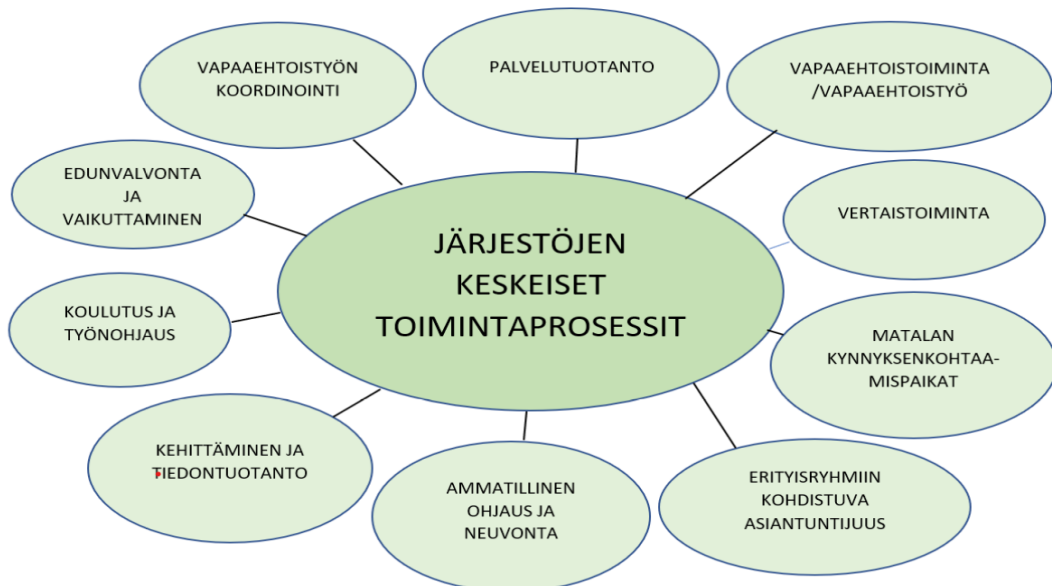 VAPAAEHTOISTYÖN
KOORDINOINTI
PALVELUTUOTANTO
VAPAAEHTOISTOIMINTA
/VAPAAEHTOISTYÖ
EDUNVALVONTA
JA
VAIKUTTAMINEN
JÄRJESTÖJEN
KESKEISET
TOIMINTAPROSESSIT
VERTAISTOIMINTA
KOULUTUS JA
TYÖNOHJAUS
MATALAN
KYNNYKSENKOHTAA-
MISPAIKAT
KEHITTÄMINEN JA
TIEDONTUOTANTO
AMMATILLINEN
OHJAUS JA
NEUVONTA
ERITYISRYHMIIN
KOHDISTUVA
ASIANTUNTIJUUS